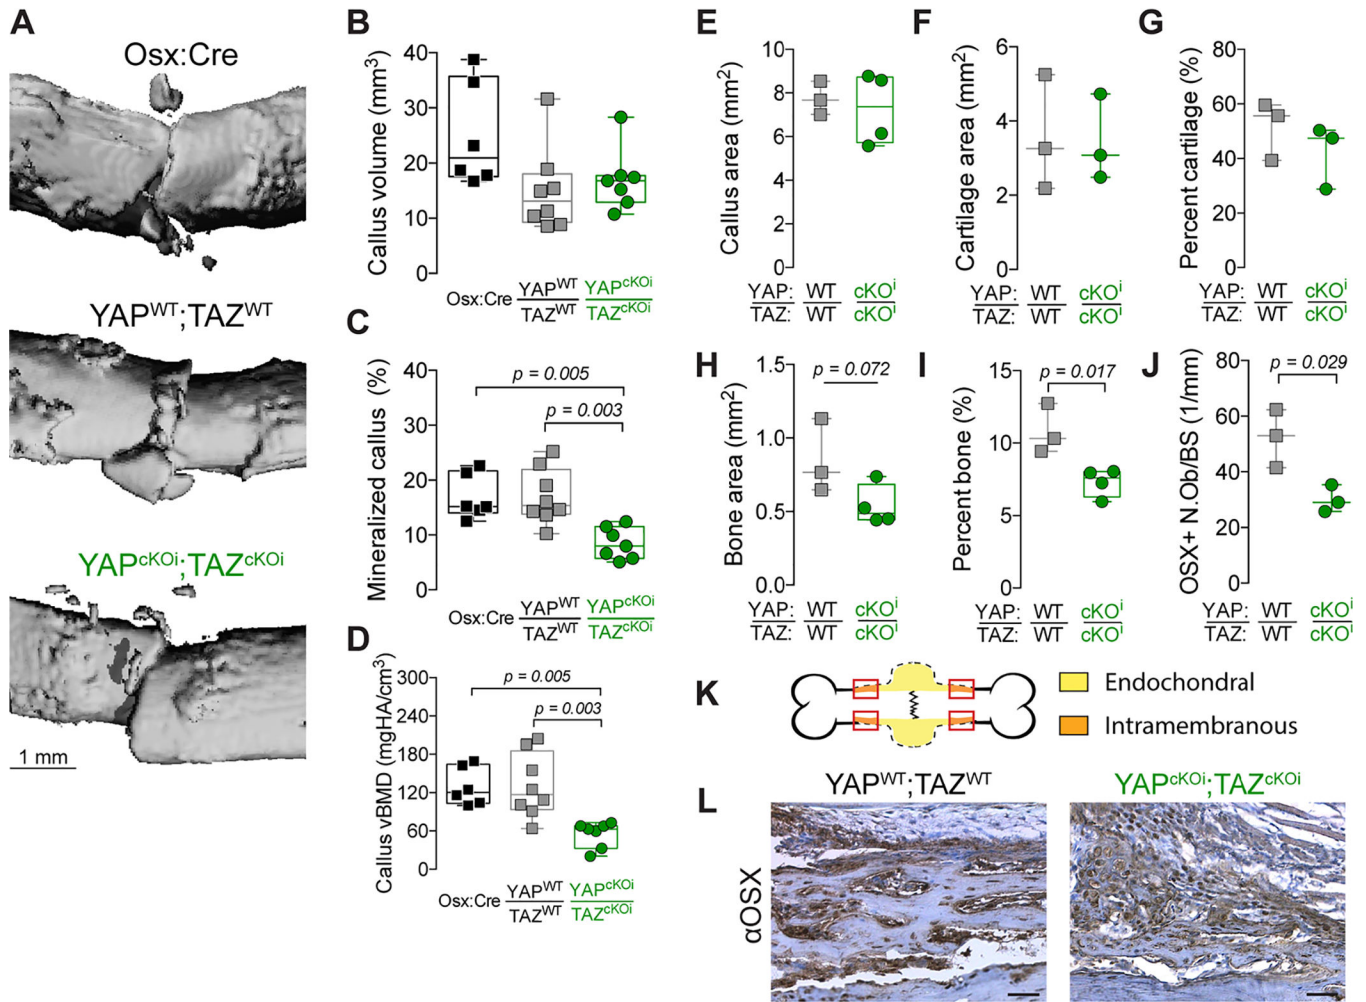 A
Osx:Cre
YAPWT;TAZWT
YAPcKOi;TAZcKOi
1 mm
B
Callus volume (mm3)
40
30
20
10
0
Osx:Cre
YAPWT
TAZWT
YAPcKOi
TAZcKOi
C
Mineralized callus (%)
40
30
20
10
0
p = 0.005
p = 0.003
Osx:Cre
YAPWT
TAZWT
YAPcKOi
TAZcKOi
D
Callus vBMD (mgHA/cm3)
300
240
180
120
60
0
p = 0.005
p = 0.003
Osx:Cre
YAPWT
TAZWT
YAPcKOi
TAZcKOi
E
Callus area (mm2)
10
8
6
4
2
0
YAP: WT cKOi
TAZ: WT cKOi
F
Cartilage area (mm2)
6
4
2
0
YAP: WT cKOi
TAZ: WT cKOi
G
Percent cartilage (%)
80
60
40
20
0
YAP: WT cKOi
TAZ: WT cKOi
H
Bone area (mm2)
1.5
1.0
0.5
0.0
p = 0.072
YAP: WT cKOi
TAZ: WT cKOi
I
Percent bone (%)
15
10
5
0
p = 0.017
YAP: WT cKOi
TAZ: WT cKOi
J
OSX+ N.Ob/BS (1/mm)
80
60
40
20
0
p = 0.029
YAP: WT cKOi
TAZ: WT cKOi
K
Endochondral
Intramembranous
L
YAPWT;TAZWT
YAPcKOi;TAZcKOi
αOSX